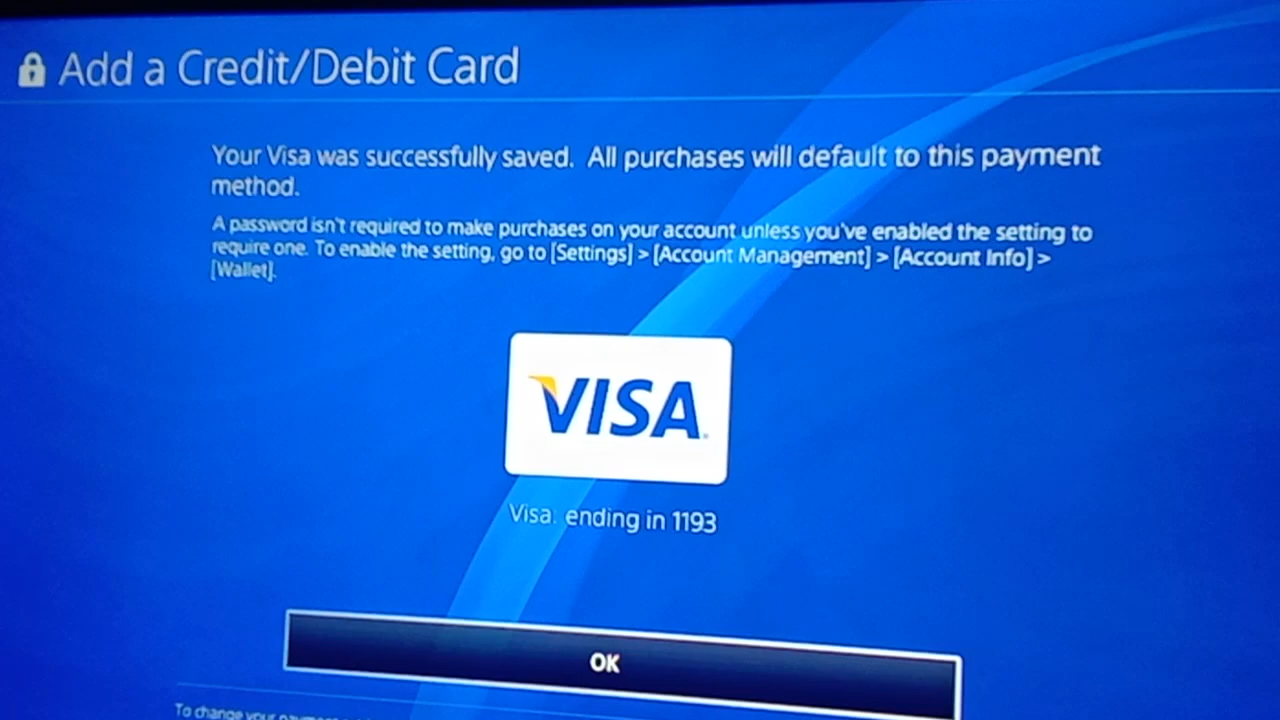 Add a Credit/Debit Card
Your Visa was successfully saved. All purchases will default to this payment
method.
A password isn't required to make purchases on your account unless you've enabled the setting to
require one. To enable the setting, go to [Settings] > [Account Management] > [Account Info] >
[Wallet].
VISA
Visa: ending in 1193
OK
To change your